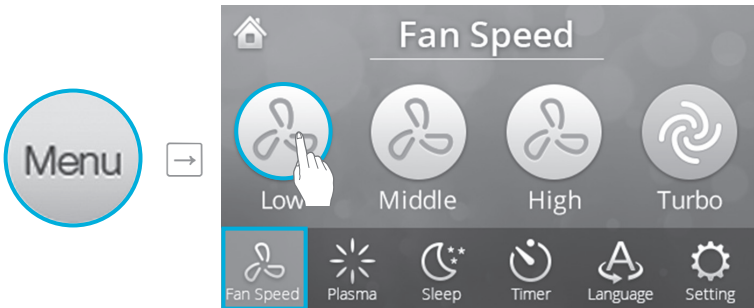 Menu
Fan Speed
Low
Middle
High
Turbo
Fan Speed
Plasma
Sleep
Timer
Language
Setting